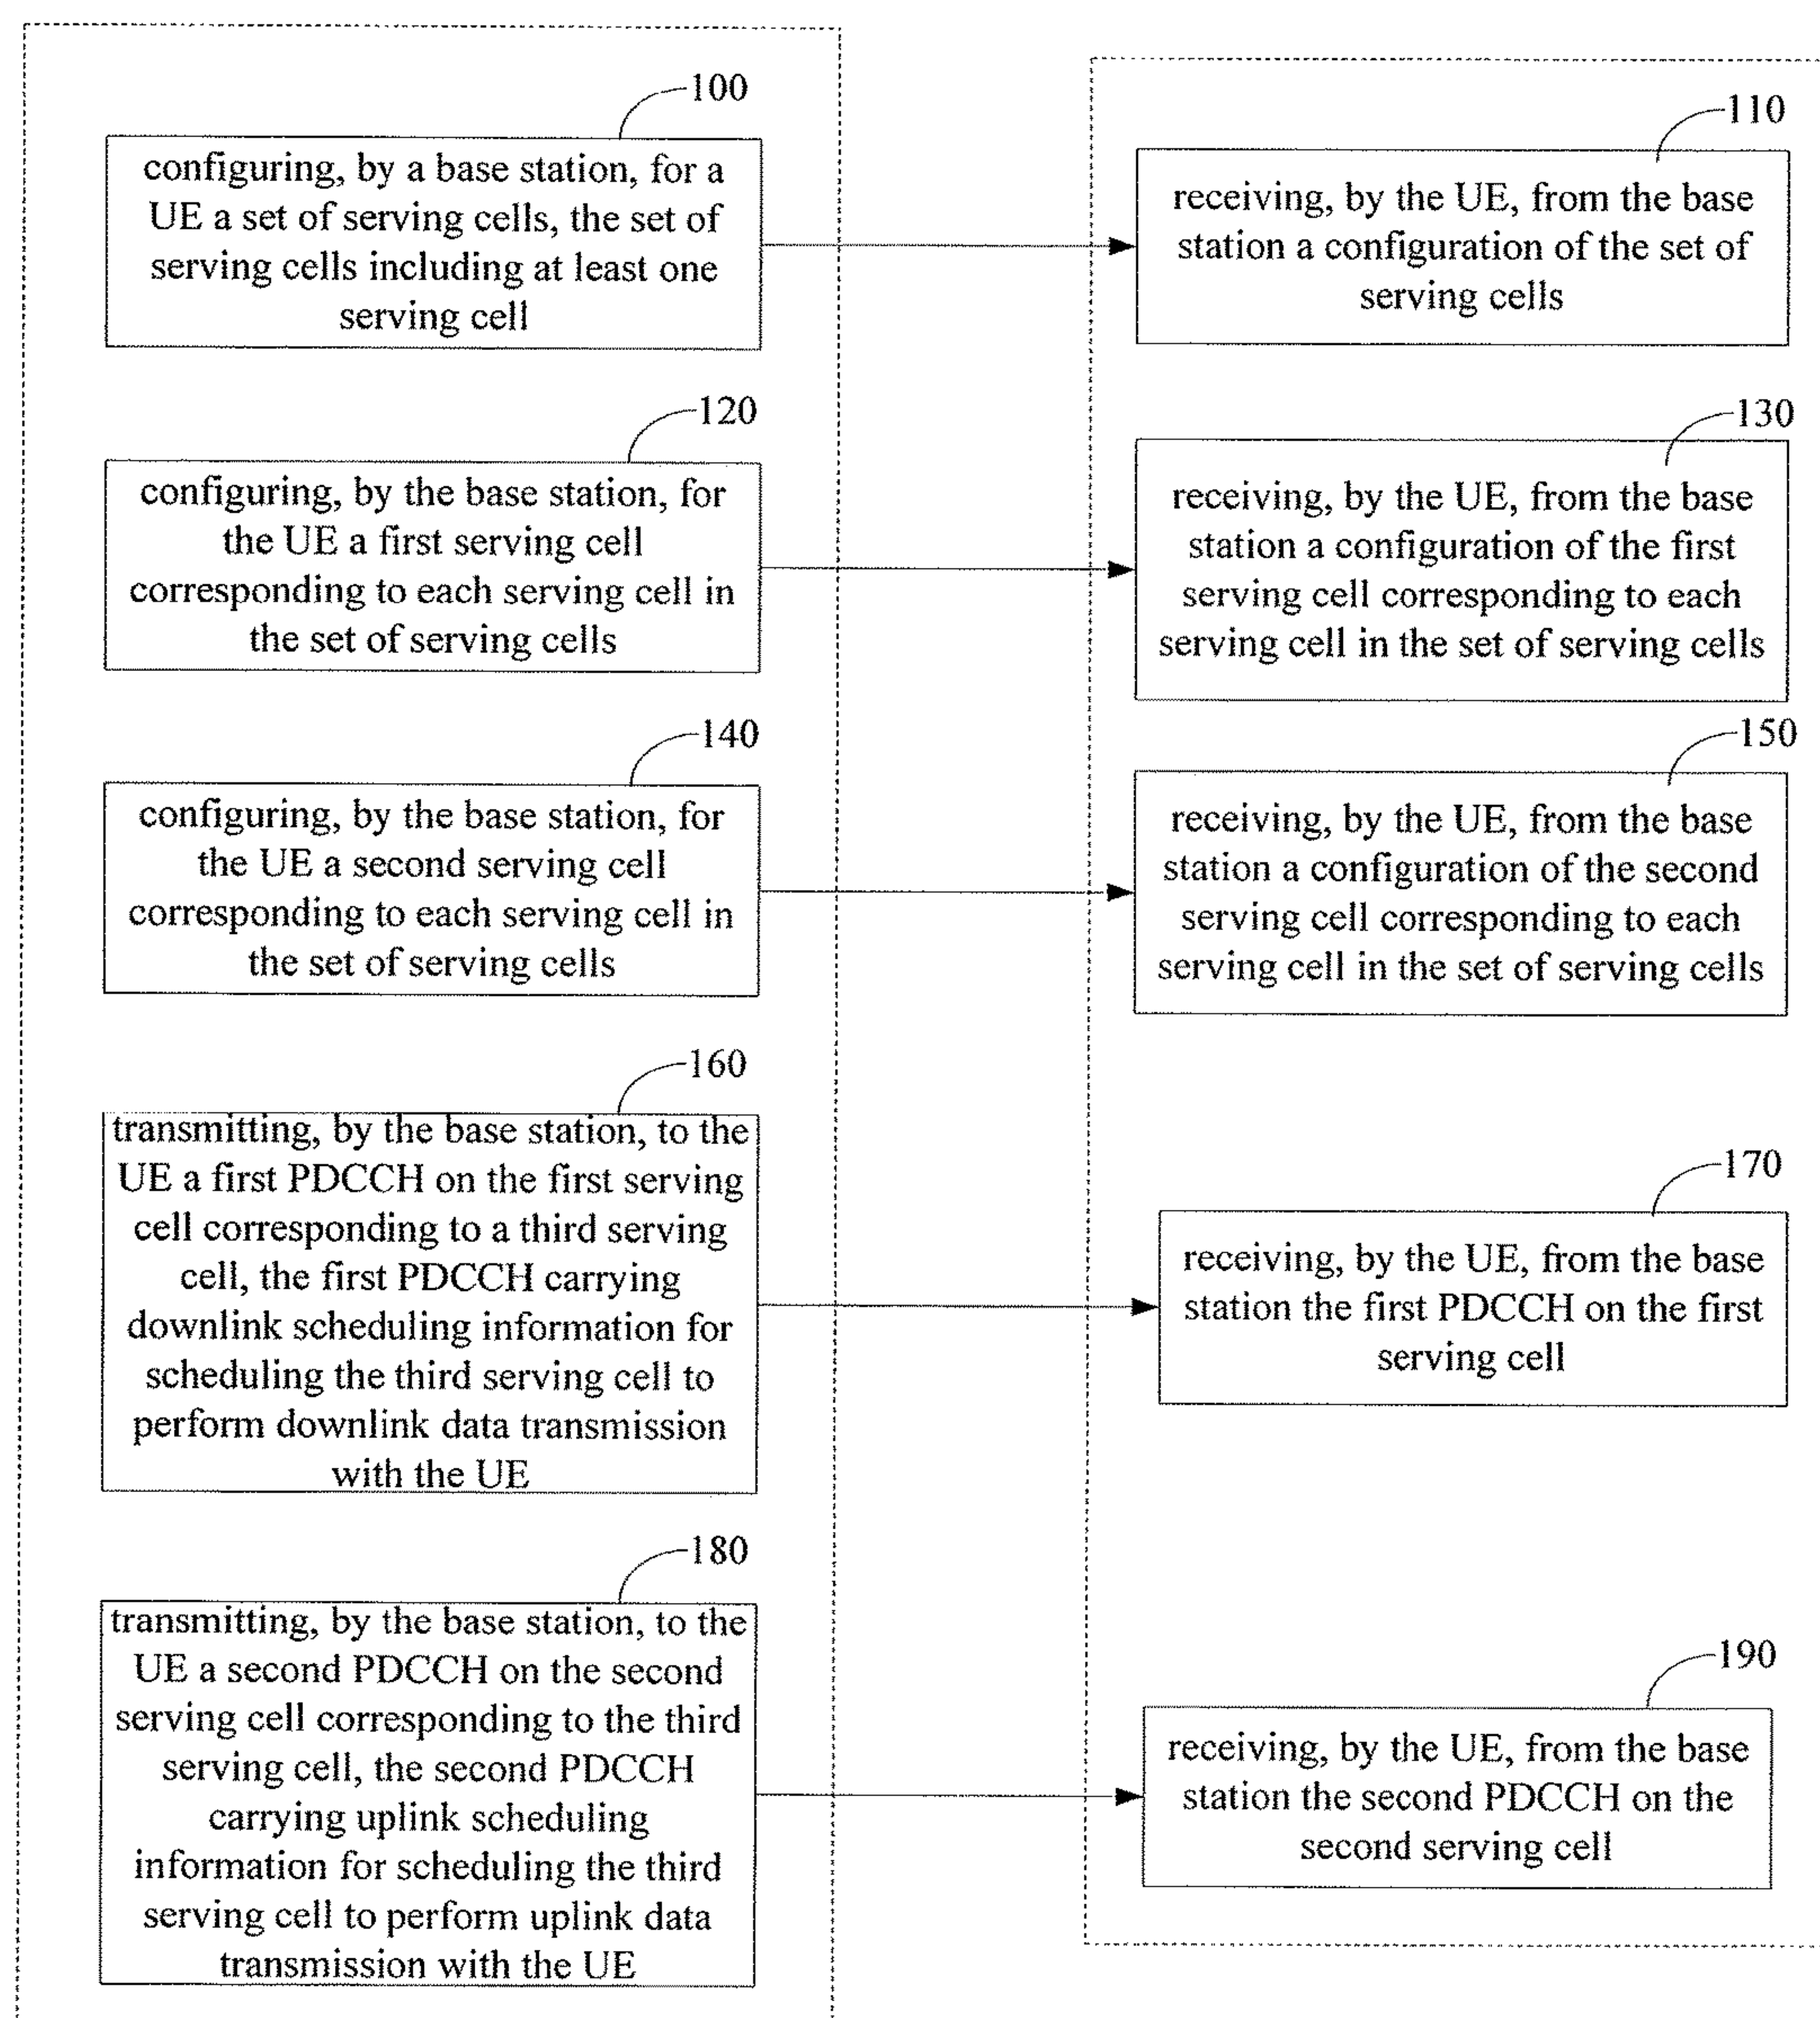 100
configuring, by a base station, for a
UE a set of serving cells, the set of
serving cells including at least one
serving cell
110
receiving, by the UE, from the base
station a configuration of the set of
serving cells
120
configuring, by the base station, for
the UE a first serving cell
corresponding to each serving cell in
the set of serving cells
130
receiving, by the UE, from the base
station a configuration of the first
serving cell corresponding to each
serving cell in the set of serving cells
140
configuring, by the base station, for
the UE a second serving cell
corresponding to each serving cell in
the set of serving cells
150
receiving, by the UE, from the base
station a configuration of the second
serving cell corresponding to each
serving cell in the set of serving cells
160
transmitting, by the base station, to the
UE a first PDCCH on the first serving
cell corresponding to a third serving
cell, the first PDCCH carrying
downlink scheduling information for
scheduling the third serving cell to
perform downlink data transmission
with the UE
170
receiving, by the UE, from the base
station the first PDCCH on the first
serving cell
180
transmitting, by the base station, to the
UE a second PDCCH on the second
serving cell corresponding to the third
serving cell, the second PDCCH
carrying uplink scheduling
information for scheduling the third
serving cell to perform uplink data
transmission with the UE
190
receiving, by the UE, from the base
station the second PDCCH on the
second serving cell